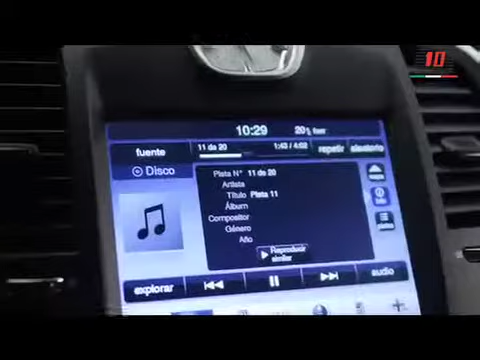 10
10:29
fuente
11 de 20
1:43 / 4:02
repetir
aleatorio
Disco
Pista N° 11 de 20
Artista
Título Pista 11
Álbum
Compositor
Género
Año
Reproducir
similar
explorar
audio